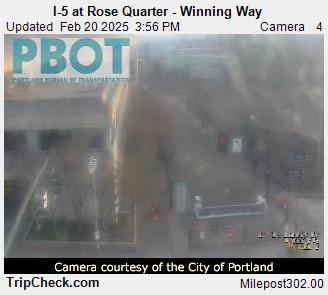 I-5 at Rose Quarter - Winning Way
Updated Feb 20 2025 3:56 PM Camera 4
PBOT
PORTLAND BUREAU OF TRANSPORTATION
Camera courtesy of the City of Portland
TripCheck.com Milepost302.00